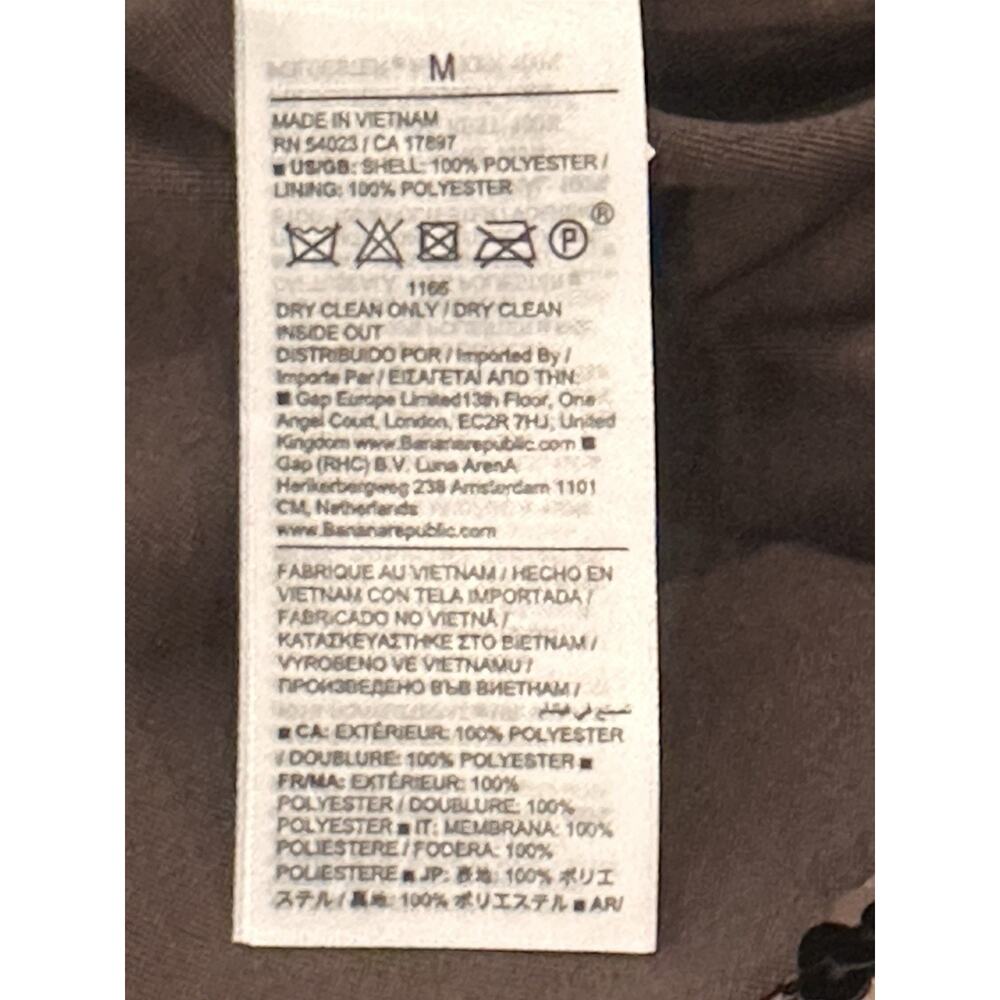 M
MADE IN VIETNAM
RN 54023 / CA 17897
■ US/GB: SHELL: 100% POLYESTER /
LINING: 100% POLYESTER
P ®
1166
DRY CLEAN ONLY / DRY CLEAN
INSIDE OUT
DISTRIBUIDO POR / Imported By /
Importe Par / ΕΙΣΑΓΕΤΑΙ ΑΠΟ ΤΗΝ:
■ Gap Europe Limited13th Floor, One
Angel Court, London, EC2R 7HJ, United
Kingdom www.Bananarepublic.com ■
Gap (RHC) B.V. Luna ArenA
Herikerbergweg 238 Amsterdam 1101
CM, Netherlands
www.Bananarepublic.com
FABRIQUE AU VIETNAM / HECHO EN
VIETNAM CON TELA IMPORTADA /
FABRICADO NO VIETNÃ /
ΚΑΤΑΣΚΕΥΑΣΤΗΚΕ ΣΤΟ ΒΙΕΤΝΑΜ /
VYROBENO VE VIETNAMU /
ПРОИЗВЕДЕНО ВЪВ ВИЕТНАМ /
■ CA: EXTÉRIEUR: 100% POLYESTER
/ DOUBLURE: 100% POLYESTER ■
FR/MA: EXTÉRIEUR: 100%
POLYESTER / DOUBLURE: 100%
POLYESTER ■ IT: MEMBRANA: 100%
POLIESTERE / FODERA: 100%
POLIESTERE ■ JP: 表地: 100% ポリエ
ステル / 裏地: 100% ポリエステル ■ AR/